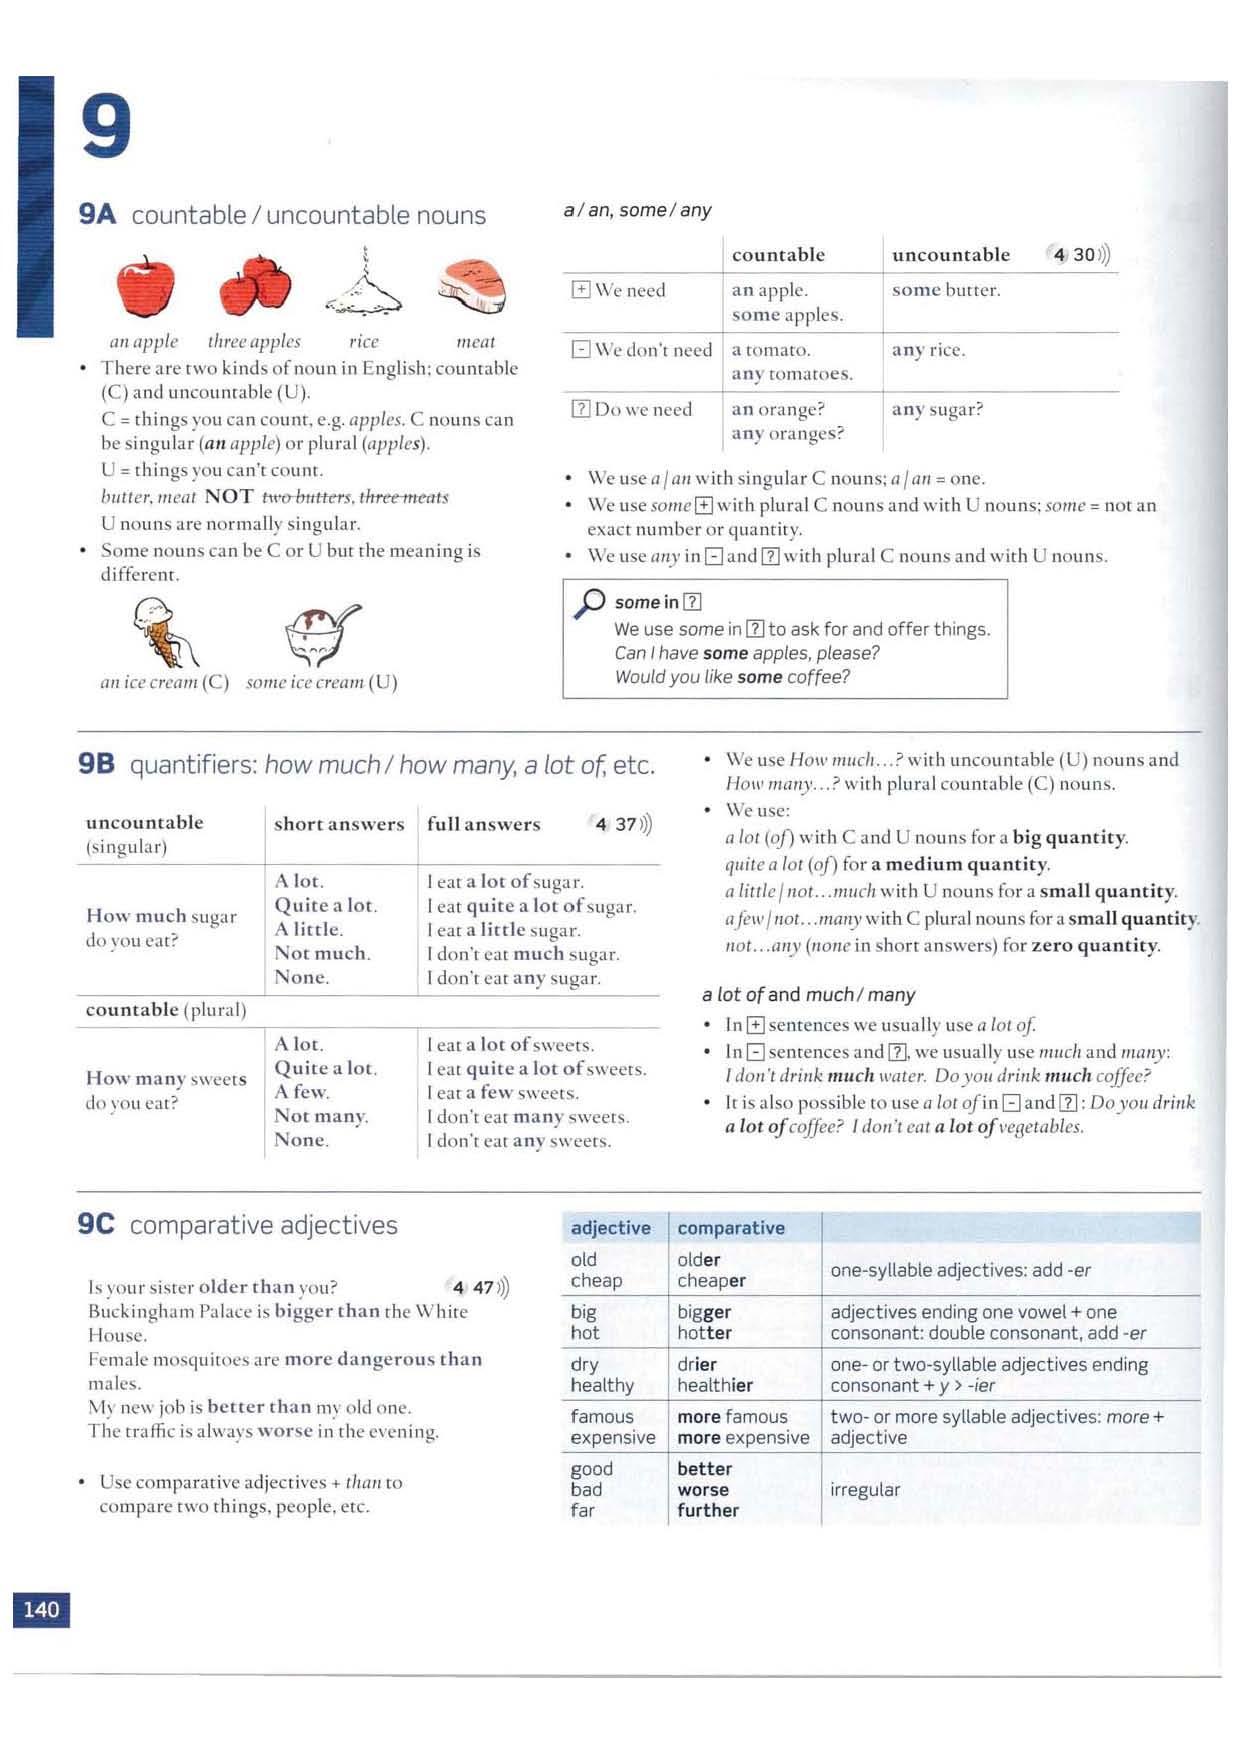 9
9A countable / uncountable nouns
an apple three apples rice meat
• There are two kinds of noun in English: countable
(C) and uncountable (U).
C = things you can count, e.g. apples. C nouns can
be singular (an apple) or plural (apples).
U = things you can't count.
butter, meat NOT two butters, three meats
U nouns are normally singular.
• Some nouns can be C or U but the meaning is
different.
an ice cream (C) some ice cream (U)
a / an, some / any
countable uncountable 4 30))
+ We need an apple. some butter.
some apples.
- We don't need a tomato. any rice.
any tomatoes.
? Do we need an orange? any sugar?
any oranges?
• We use a / an with singular C nouns; a / an = one.
• We use some + with plural C nouns and with U nouns; some = not an
exact number or quantity.
• We use any in - and ? with plural C nouns and with U nouns.
some in ?
We use some in ? to ask for and offer things.
Can I have some apples, please?
Would you like some coffee?
9B quantifiers: how much / how many, a lot of, etc.
uncountable short answers full answers 4 37))
(singular)
How much sugar
do you eat?
A lot. I eat a lot of sugar.
Quite a lot. I eat quite a lot of sugar.
A little. I eat a little sugar.
Not much. I don't eat much sugar.
None. I don't eat any sugar.
countable (plural)
How many sweets
do you eat?
A lot. I eat a lot of sweets.
Quite a lot. I eat quite a lot of sweets.
A few. I eat a few sweets.
Not many. I don't eat many sweets.
None. I don't eat any sweets.
• We use How much...? with uncountable (U) nouns and
How many...? with plural countable (C) nouns.
• We use:
a lot (of) with C and U nouns for a big quantity.
quite a lot (of) for a medium quantity.
a little / not...much with U nouns for a small quantity.
a few / not...many with C plural nouns for a small quantity.
not...any (none in short answers) for zero quantity.
a lot of and much / many
• In + sentences we usually use a lot of.
• In - sentences and ?, we usually use much and many:
I don't drink much water. Do you drink much coffee?
• It is also possible to use a lot of in - and ?: Do you drink
a lot of coffee? I don't eat a lot of vegetables.
9C comparative adjectives
Is your sister older than you? 4 47))
Buckingham Palace is bigger than the White
House.
Female mosquitoes are more dangerous than
males.
My new job is better than my old one.
The traffic is always worse in the evening.
• Use comparative adjectives + than to
compare two things, people, etc.
adjective comparative
old older
cheap cheaper
one-syllable adjectives: add -er
big bigger adjectives ending one vowel + one
hot hotter consonant: double consonant, add -er
dry drier one- or two-syllable adjectives ending
healthy healthier consonant + y > -ier
famous more famous two- or more syllable adjectives: more +
expensive more expensive adjective
good better
bad worse irregular
far further
140